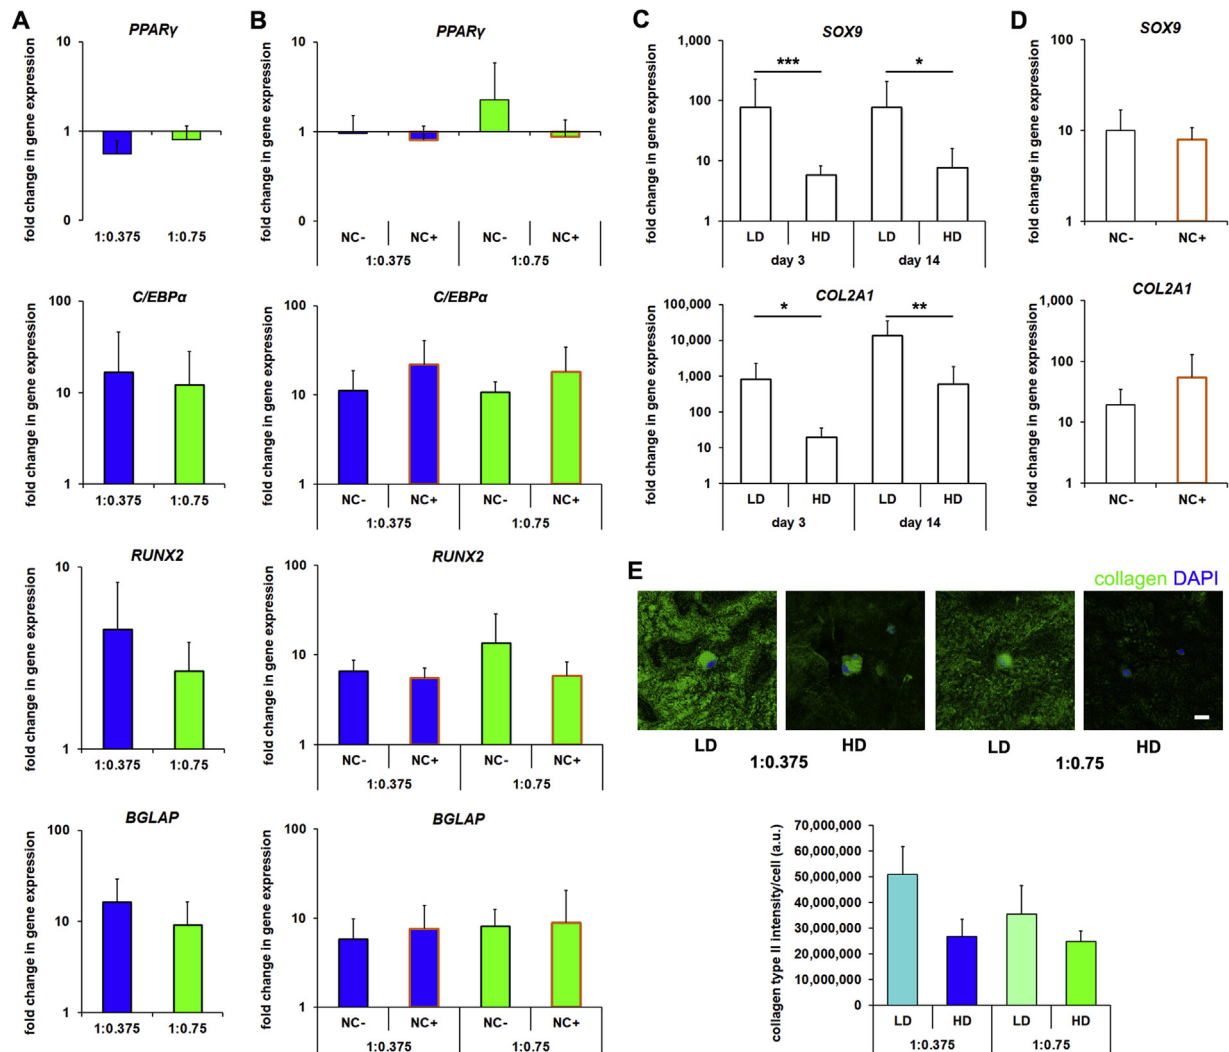 A
PPARγ
fold change in gene expression
10
1
0
1:0.375 1:0.75
C/EBPα
fold change in gene expression
100
10
1
1:0.375 1:0.75
RUNX2
fold change in gene expression
10
1
1:0.375 1:0.75
BGLAP
fold change in gene expression
100
10
1
1:0.375 1:0.75
B
PPARγ
fold change in gene expression
10
1
0
NC- NC+ NC- NC+
1:0.375 1:0.75
C/EBPα
fold change in gene expression
100
10
1
NC- NC+ NC- NC+
1:0.375 1:0.75
RUNX2
fold change in gene expression
100
10
1
NC- NC+ NC- NC+
1:0.375 1:0.75
BGLAP
fold change in gene expression
100
10
1
NC- NC+ NC- NC+
1:0.375 1:0.75
C
SOX9
fold change in gene expression
1,000
100
10
1
*** *
LD HD LD HD
day 3 day 14
COL2A1
fold change in gene expression
100,000
10,000
1,000
100
10
1
* **
LD HD LD HD
day 3 day 14
D
SOX9
fold change in gene expression
100
10
1
NC- NC+
COL2A1
fold change in gene expression
1,000
100
10
1
NC- NC+
E
collagen DAPI
LD HD LD HD
1:0.375 1:0.75
collagen type II intensity/cell (a.u.)
70,000,000
60,000,000
50,000,000
40,000,000
30,000,000
20,000,000
10,000,000
0
LD HD LD HD
1:0.375 1:0.75